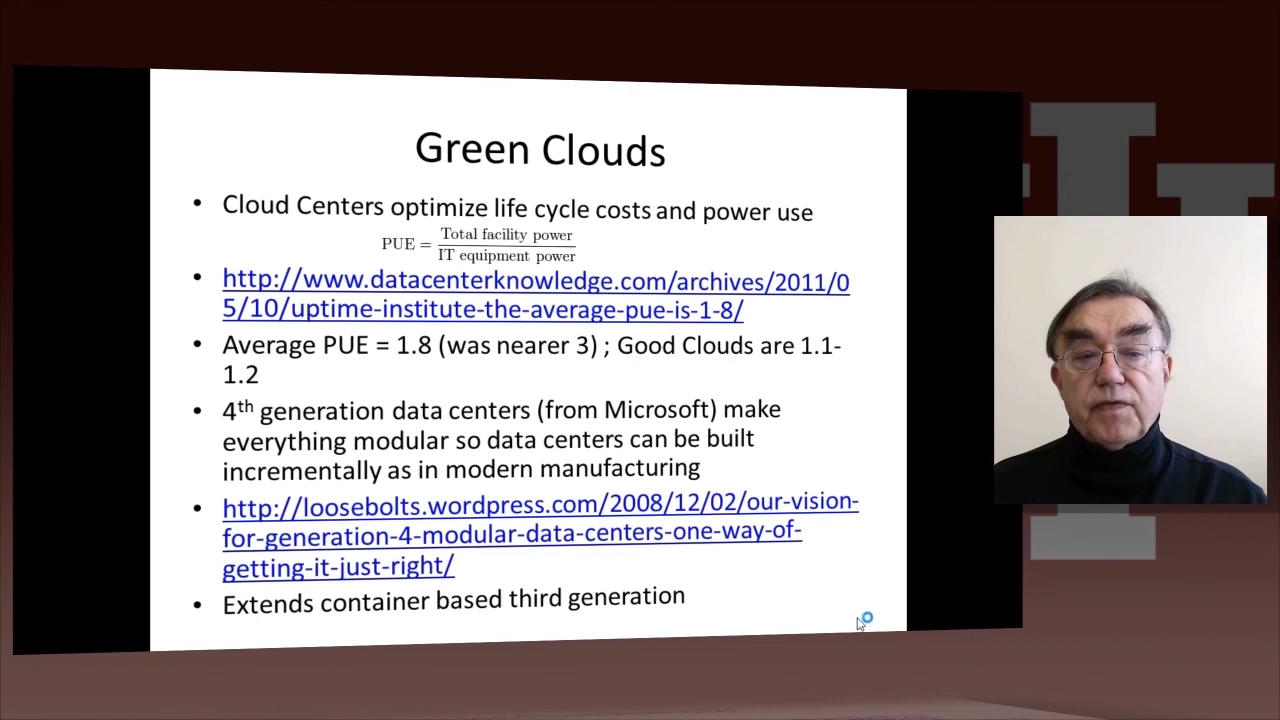 Green Clouds
• Cloud Centers optimize life cycle costs and power use
PUE = Total facility power / IT equipment power
• http://www.datacenterknowledge.com/archives/2011/0
5/10/uptime-institute-the-average-pue-is-1-8/
• Average PUE = 1.8 (was nearer 3) ; Good Clouds are 1.1-
1.2
• 4th generation data centers (from Microsoft) make
everything modular so data centers can be built
incrementally as in modern manufacturing
• http://loosebolts.wordpress.com/2008/12/02/our-vision-
for-generation-4-modular-data-centers-one-way-of-
getting-it-just-right/
• Extends container based third generation